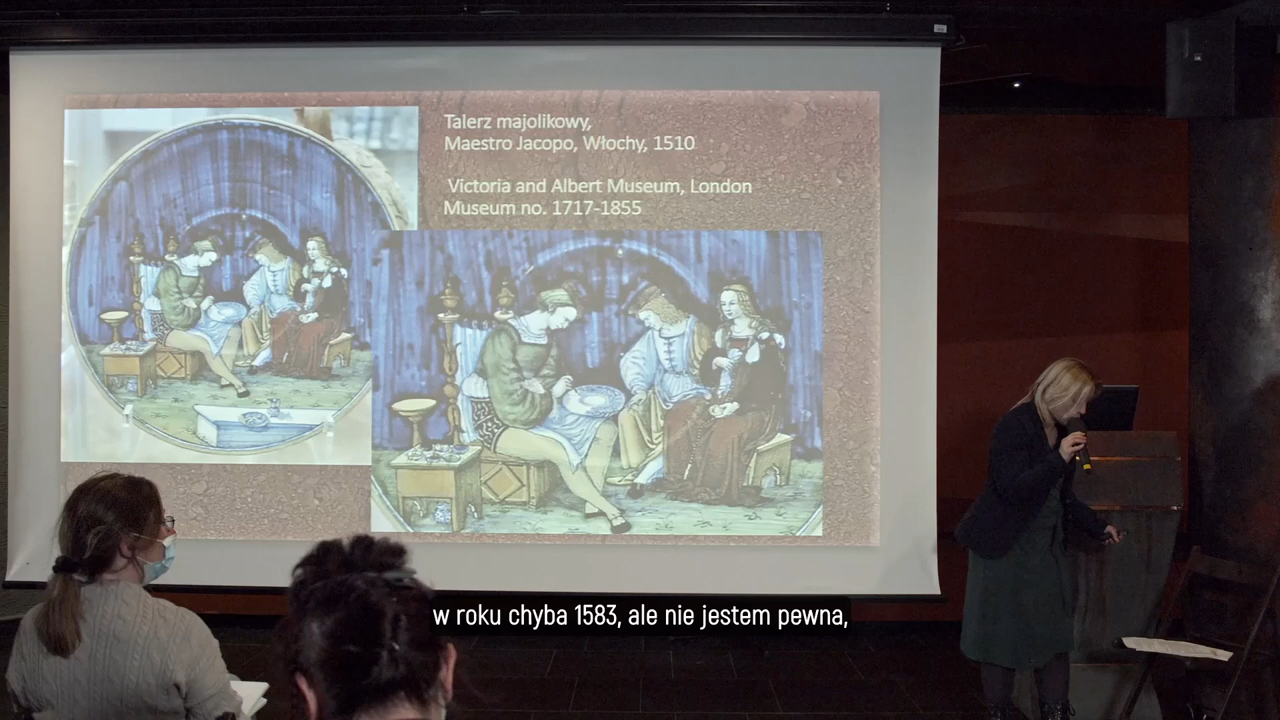 Talerz majolikowy,
Maestro Jacopo, Włochy, 1510
Victoria and Albert Museum, London
Museum no. 1717-1855
w roku chyba 1583, ale nie jestem pewna,